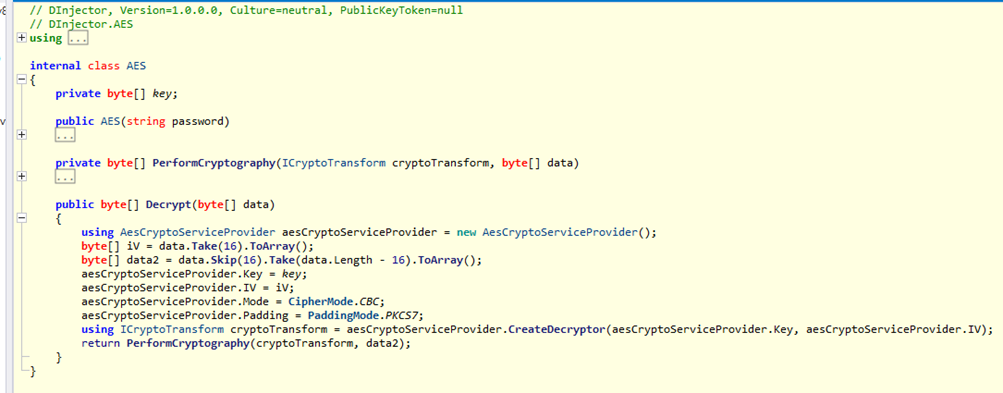 // DInjector, Version=1.0.0.0, Culture=neutral, PublicKeyToken=null
// DInjector.AES
using ...
internal class AES
{
private byte[] key;
public AES(string password)
...
private byte[] PerformCryptography(ICryptoTransform cryptoTransform, byte[] data)
...
public byte[] Decrypt(byte[] data)
{
using AesCryptoServiceProvider aesCryptoServiceProvider = new AesCryptoServiceProvider();
byte[] iV = data.Take(16).ToArray();
byte[] data2 = data.Skip(16).Take(data.Length - 16).ToArray();
aesCryptoServiceProvider.Key = key;
aesCryptoServiceProvider.IV = iV;
aesCryptoServiceProvider.Mode = CipherMode.CBC;
aesCryptoServiceProvider.Padding = PaddingMode.PKCS7;
using ICryptoTransform cryptoTransform = aesCryptoServiceProvider.CreateDecryptor(aesCryptoServiceProvider.Key, aesCryptoServiceProvider.IV);
return PerformCryptography(cryptoTransform, data2);
}
}